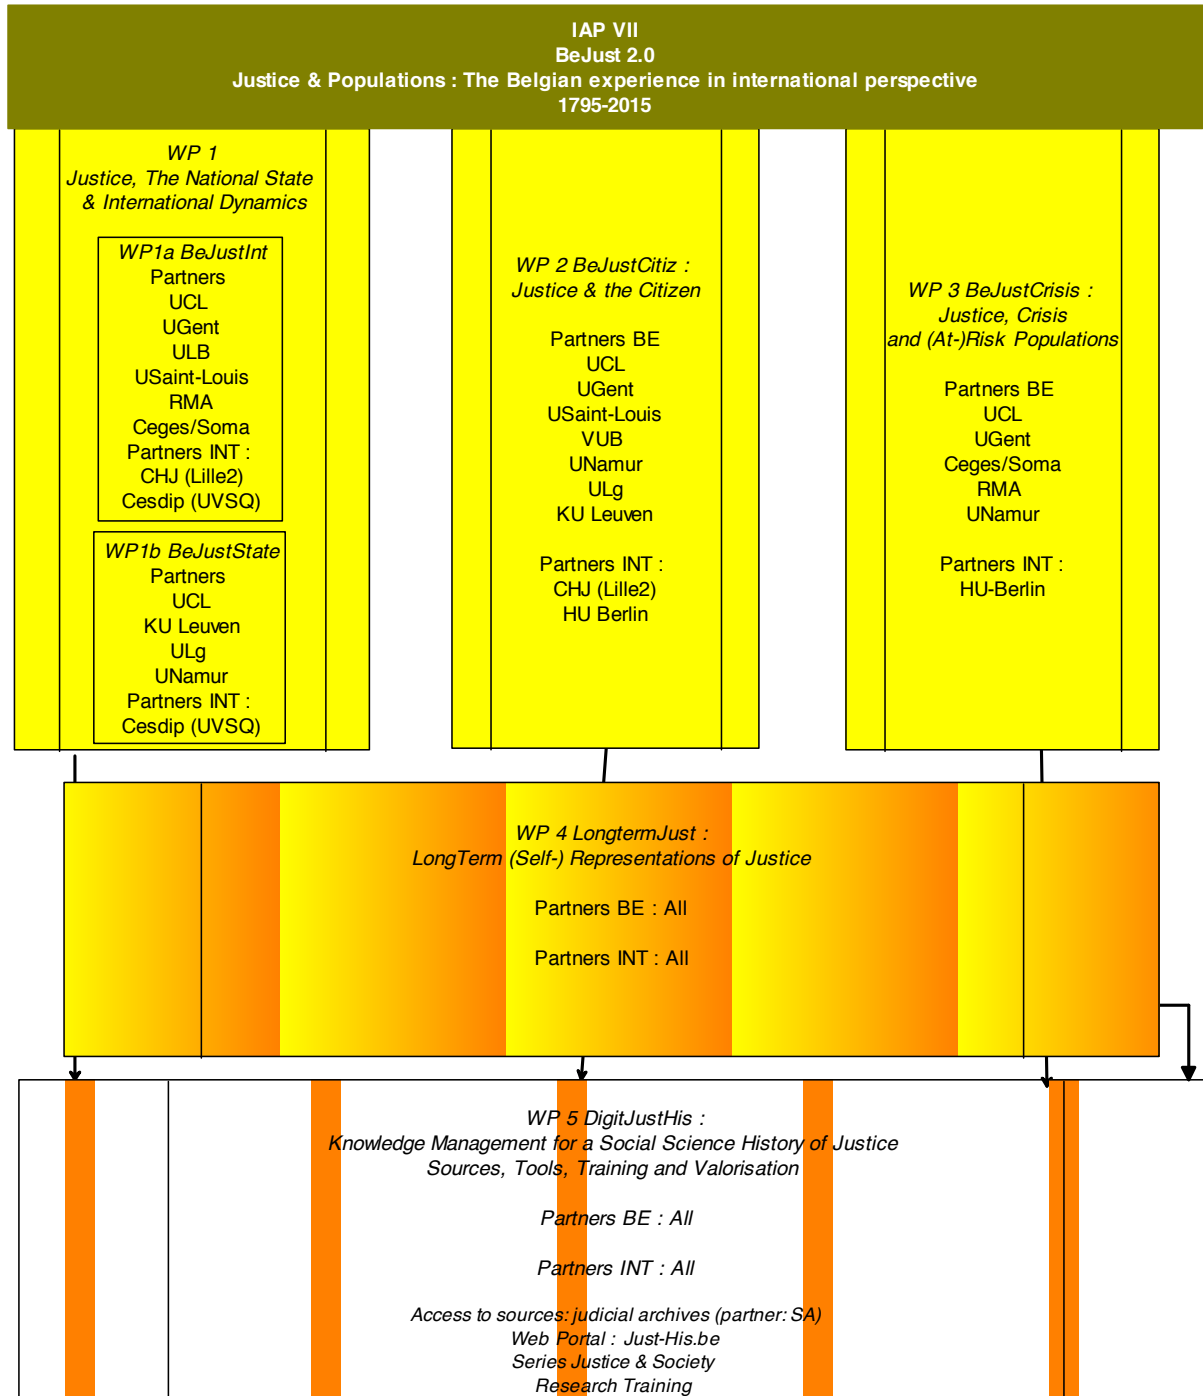 IAP VII
BeJust 2.0
Justice & Populations : The Belgian experience in international perspective
1795-2015
WP 1
Justice, The National State
& International Dynamics
WP1a BeJustInt
Partners
UCL
UGent
ULB
USaint-Louis
RMA
Ceges/Soma
Partners INT :
CHJ (Lille2)
Cesdip (UVSQ)
WP1b BeJustState
Partners
UCL
KU Leuven
ULg
UNamur
Partners INT :
Cesdip (UVSQ)
WP 2 BeJustCitiz :
Justice & the Citizen
Partners BE
UCL
UGent
USaint-Louis
VUB
UNamur
ULg
KU Leuven
Partners INT :
CHJ (Lille2)
HU Berlin
WP 3 BeJustCrisis :
Justice, Crisis
and (At-)Risk Populations
Partners BE
UCL
UGent
Ceges/Soma
RMA
UNamur
Partners INT :
HU-Berlin
WP 4 LongtermJust :
LongTerm (Self-) Representations of Justice
Partners BE : All
Partners INT : All
WP 5 DigitJustHis :
Knowledge Management for a Social Science History of Justice
Sources, Tools, Training and Valorisation
Partners BE : All
Partners INT : All
Access to sources: judicial archives (partner: SA)
Web Portal : Just-His.be
Series Justice & Society
Research Training